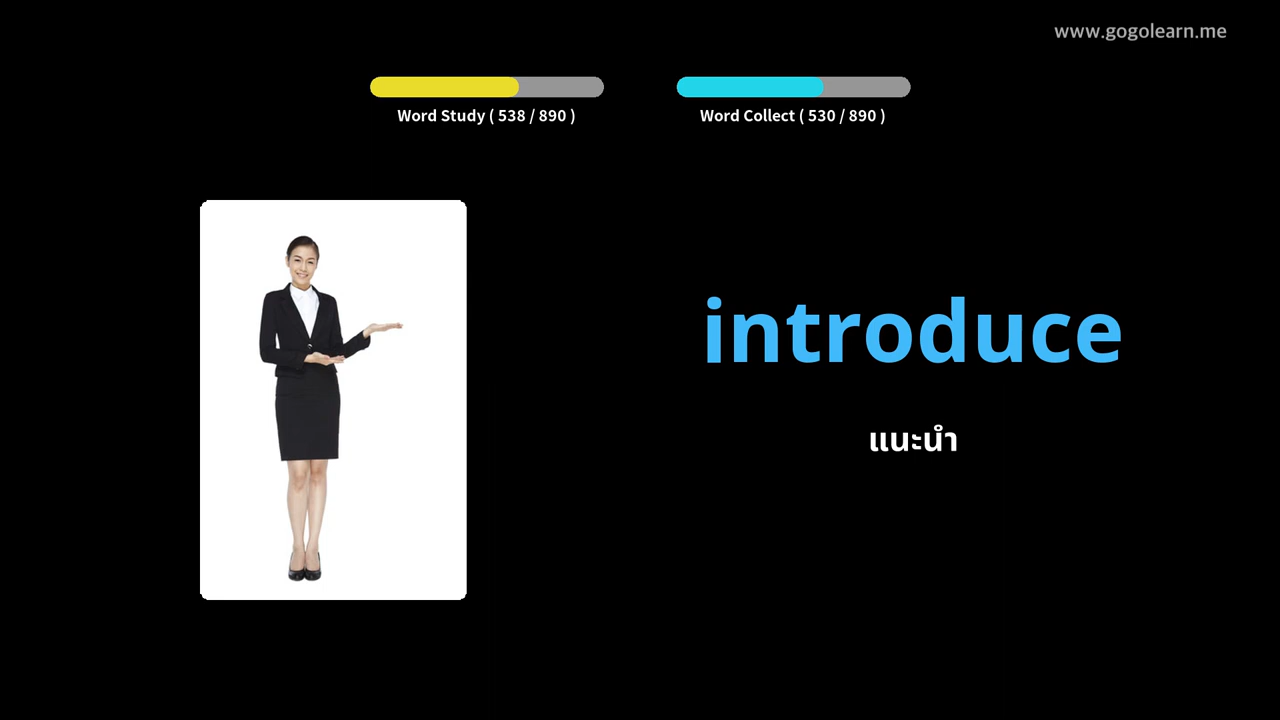 www.gogolearn.me
Word Study ( 538 / 890 )
Word Collect ( 530 / 890 )
introduce
แนะนำ